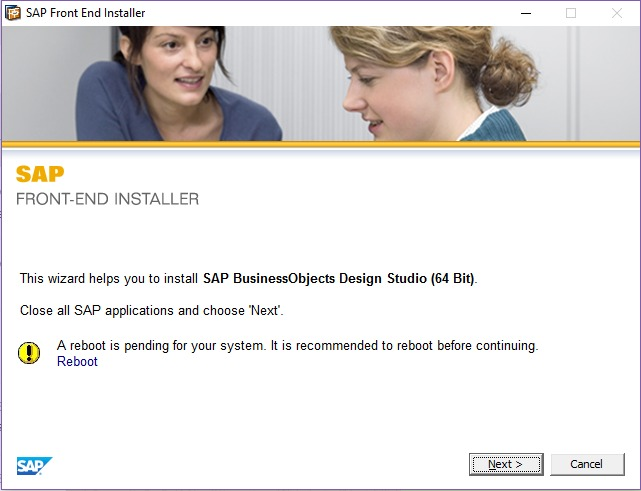 SAP Front End Installer
SAP
FRONT-END INSTALLER
This wizard helps you to install SAP BusinessObjects Design Studio (64 Bit).
Close all SAP applications and choose 'Next'.
A reboot is pending for your system. It is recommended to reboot before continuing.
Reboot
SAP
Next >
Cancel